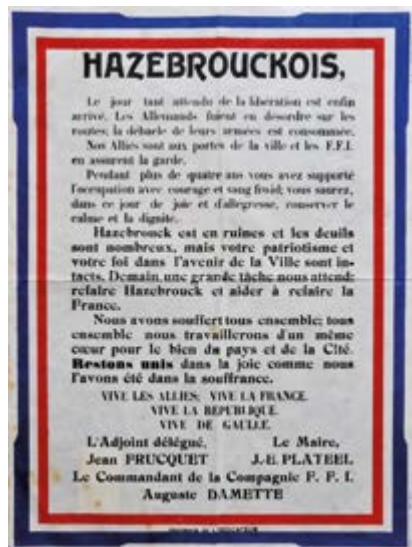 HAZEBROUCKOIS,
Le jour tant attendu de la libération est enfin
arrivé. Les Allemands fuient en désordre sur les
routes; la débacle de leurs armées est consommée.
Nos Alliés sont aux portes de la ville et les F.F.I.
en assurent la garde.
Pendant plus de quatre ans vous avez supporté
l'occupation avec courage et sang froid; vous saurez,
dans ce jour de joie et d'allegresse, conserver le
calme et la dignité.
Hazebrouck est en ruines et les deuils
sont nombreux, mais votre patriotisme et
votre foi dans l'avenir de la Ville sont in-
tacts. Demain, une grande tâche nous attend:
refaire Hazebrouck et aider à refaire la
France.
Nous avons souffert tous ensemble; tous
ensemble nous travaillerons d'un même
cœur pour le bien du pays et de la Cité.
Restons unis dans la joie comme nous
l'avons été dans la souffrance.
VIVE LES ALLIES; VIVE LA FRANCE.
VIVE LA REPUBLIQUE.
VIVE DE GAULLE.
L'Adjoint délégué, Le Maire,
Jean FRUCQUET J.-E. PLATEEL
Le Commandant de la Compagnie F. F. I.
Auguste DAMETTE